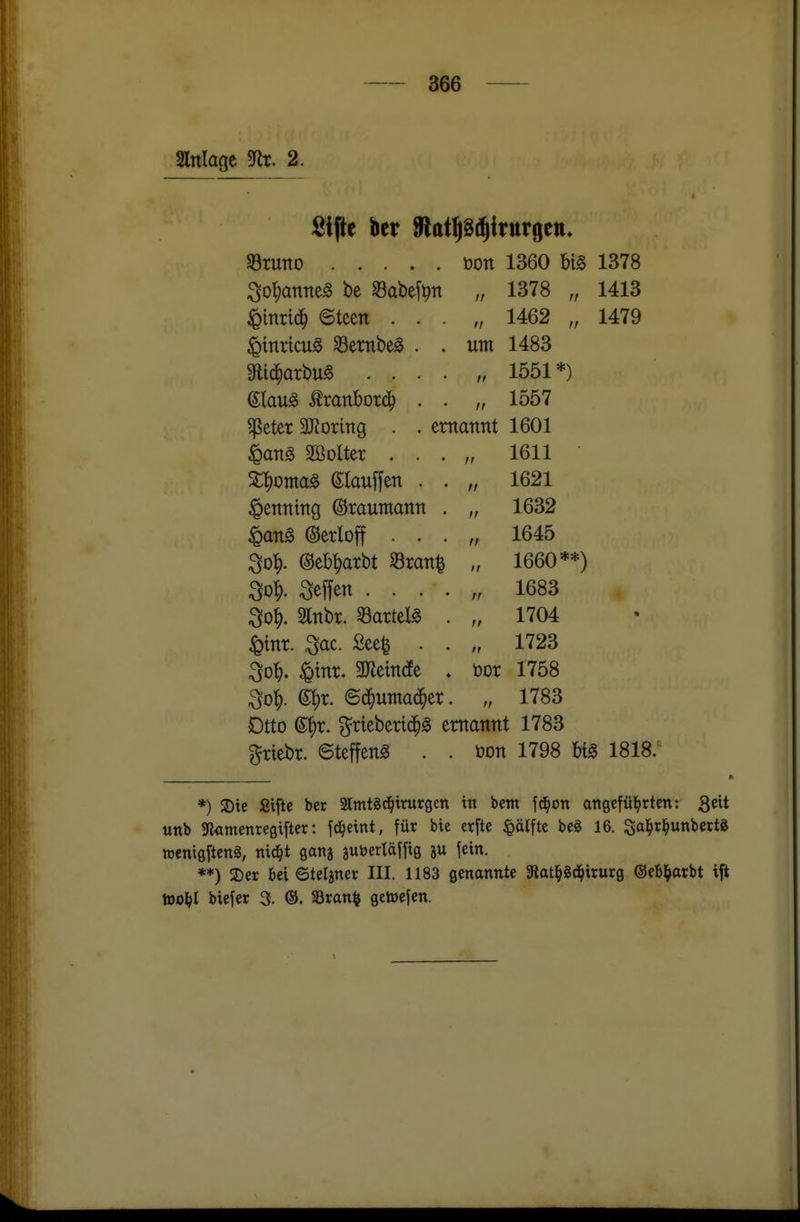 — 366 —
Anlage Nr. 2.
Liste der Rathschirurgen.
Bruno . . . . . von 1360 bis 1378
Johannes de Badesyn „ 1378 „ 1413
Hinrich Steen . . . „ 1462 „ 1479
Hinricus Berndes . . um 1483
Richardus . . . . „ 1551*)
Claus Kranborch . . „ 1557
Peter Moring . . ernannt 1601
Hans Wolter . . . „ 1611
Thomas Claussen . . „ 1621
Henning Graumann . „ 1632
Hans Gerloff . . . „ 1645
Joh. Gebhardt Brantz „ 1660**)
Joh. Jessen . . . . „ 1683
Joh. Andr. Bartels . „ 1704
Hinr. Jac. Seetz . . „ 1723
Joh. Hinr. Meincke . vor 1758
Joh. Chr. Schumacher. „ 1783
Otto Chr. Friederichs ernannt 1783
Friedr. Steffens . . von 1798 bis 1818.
*) Die Liste der Amtschirurgen in dem schon angeführten: Zeit
und Namenregister: scheint, für die erste Hälfte des 16. Jahrhunderts
wenigstens, nicht ganz zuverlässig zu sein.
**) Der bei Stelzner III. 1183 genannte Rathschirurg Gebhardt ist
wohl dieser J. G. Brantz gewesen.